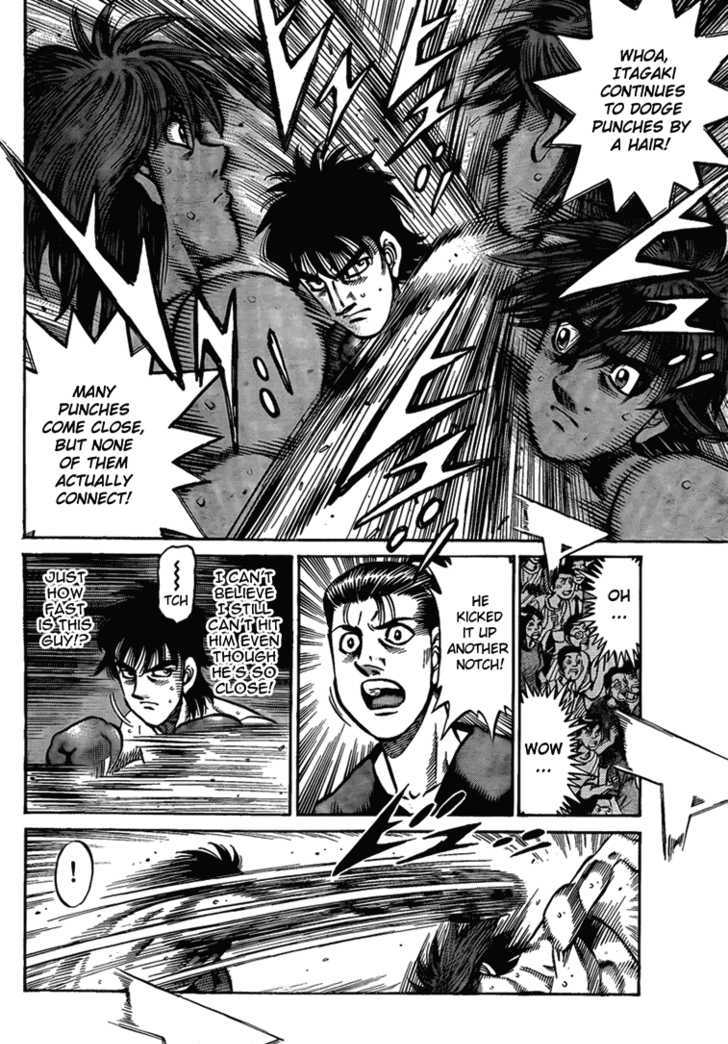 WHOA,
ITAGAKI
CONTINUES
TO DODGE
PUNCHES BY
A HAIR!
MANY
PUNCHES
COME CLOSE,
BUT NONE
OF THEM
ACTUALLY
CONNECT!
OH
...
WOW
...
HE
KICKED
IT UP
ANOTHER
NOTCH!
I CAN'T
BELIEVE
I STILL
CAN'T HIT
HIM EVEN
THOUGH
HE'S SO
CLOSE!
TCH
JUST
HOW
FAST
IS THIS
GUY!?
!